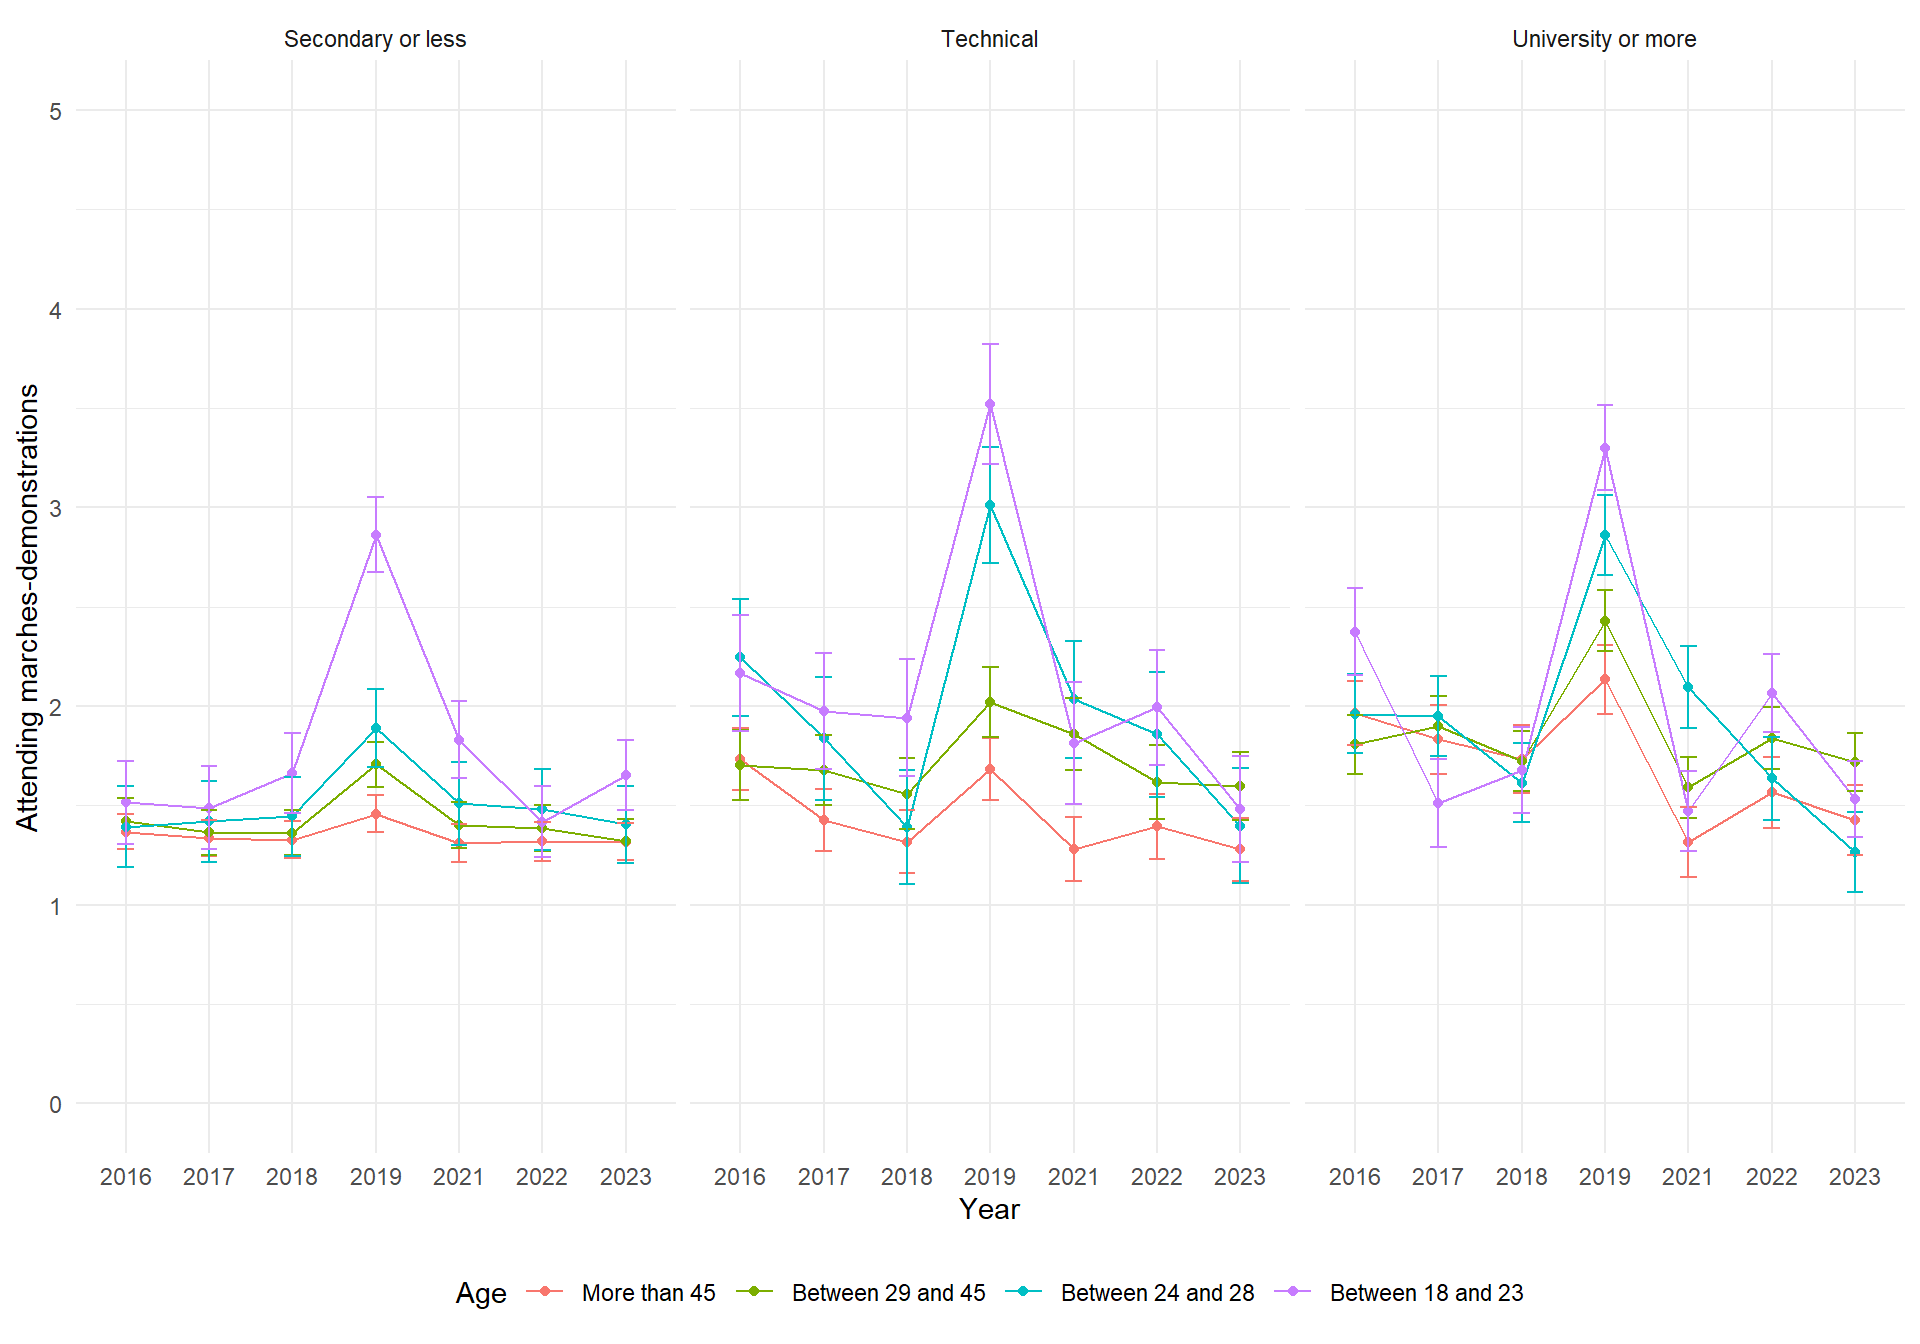 Secondary or less
Technical
University or more
5
4
3
2
1
0
Attending marches-demonstrations
2016 2017 2018 2019 2021 2022 2023
2016 2017 2018 2019 2021 2022 2023
2016 2017 2018 2019 2021 2022 2023
Year
Age More than 45 Between 29 and 45 Between 24 and 28 Between 18 and 23